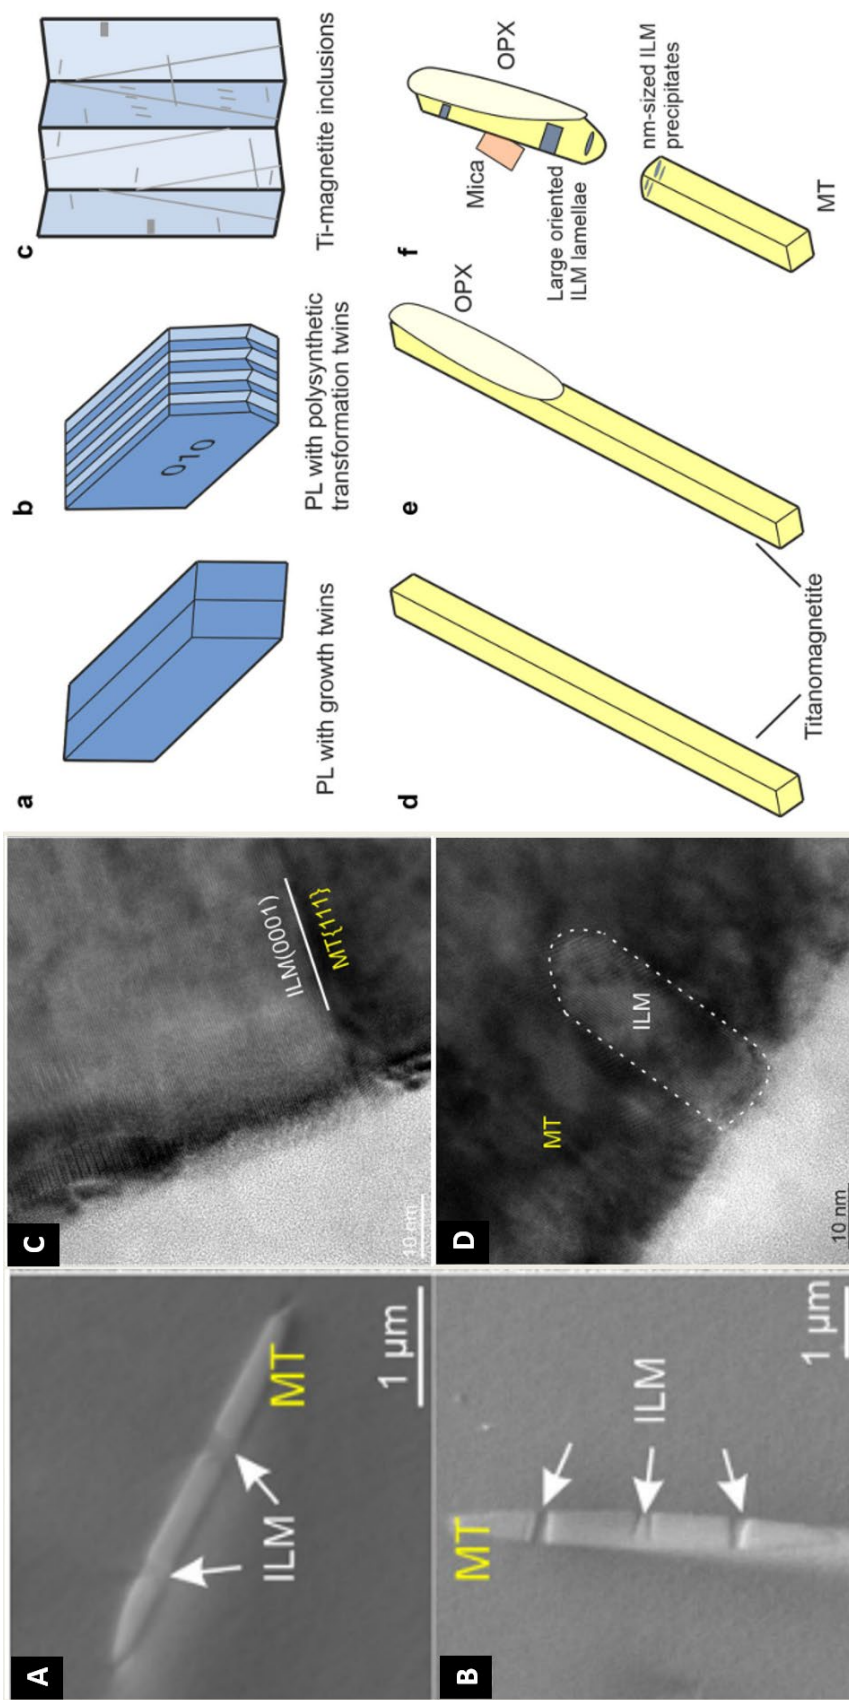 A
MT
ILM
1 µm
B
MT
ILM
1 µm
C
ILM(0001)
MT{111}
10 nm
D
MT
ILM
10 nm
a
PL with growth twins
b
010
PL with polysynthetic
transformation twins
c
Ti-magnetite inclusions
d
Titanomagnetite
e
OPX
f
OPX
Mica
Large oriented
ILM lamellae
nm-sized ILM
precipitates
MT